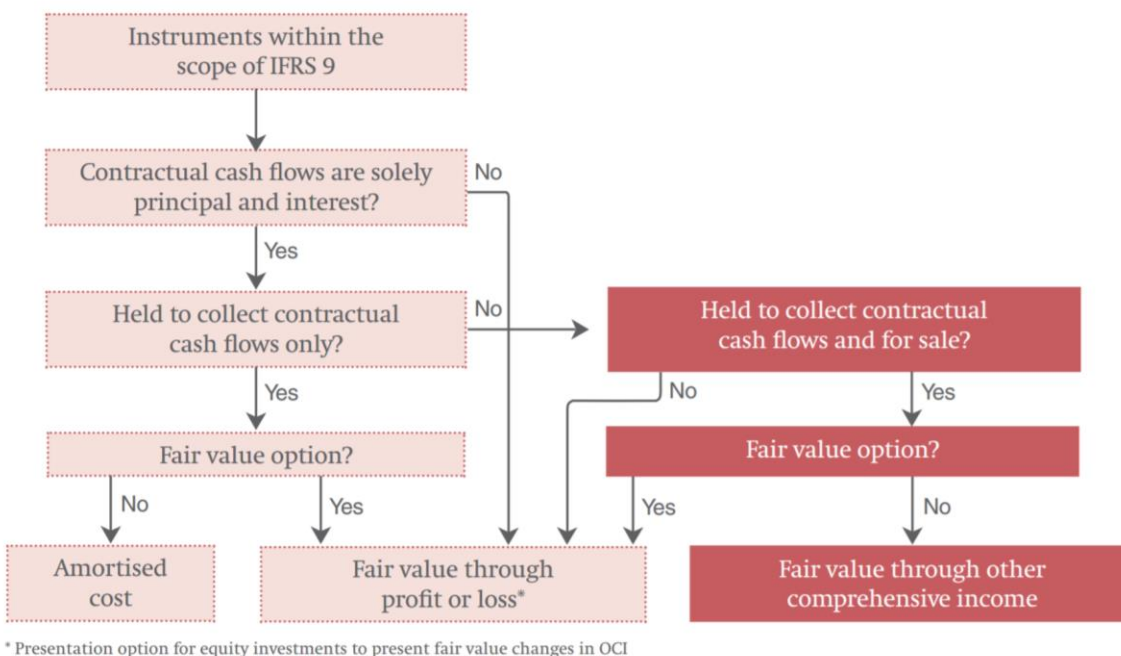 Instruments within the
scope of IFRS 9
Contractual cash flows are solely
principal and interest?
No
Yes
Held to collect contractual
cash flows only?
No
Held to collect contractual
cash flows and for sale?
Yes
No
Yes
Fair value option?
Fair value option?
No
Yes
Yes
No
Amortised
cost
Fair value through
profit or loss*
Fair value through other
comprehensive income
* Presentation option for equity investments to present fair value changes in OCI